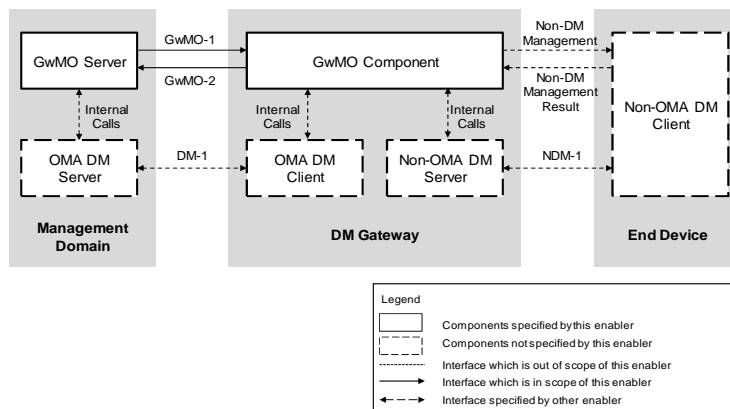 GwMO-1
GwMO Server
GwMO-2
GwMO Component
Non-DM
Management
Non-DM
Management
Result
Non-OMA DM
Client
Internal
Calls
Internal
Calls
Internal
Calls
OMA DM
Server
DM-1
OMA DM
Client
Non-OMA DM
Server
NDM-1
Management
Domain
DM Gateway
End Device
Legend
Components specified by this enabler
Components not specified by this enabler
Interface which is out of scope of this enabler
Interface which is in scope of this enabler
Interface specified by other enabler